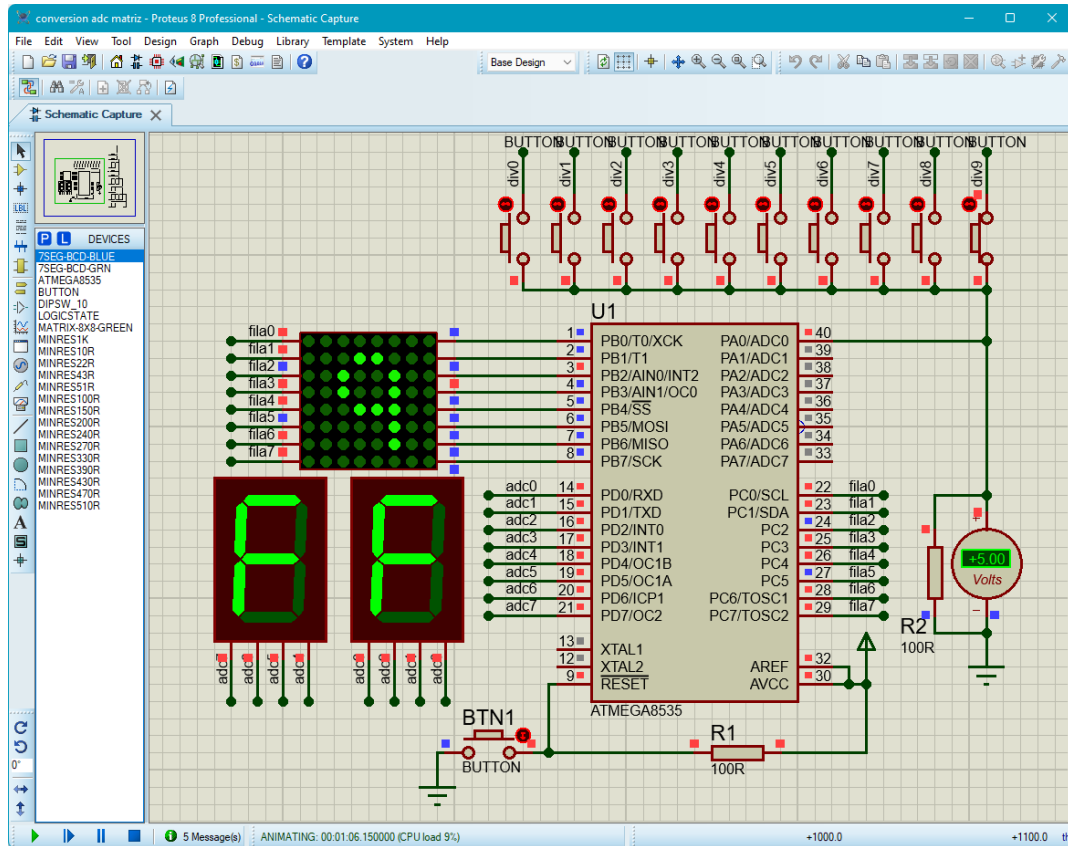 conversion adc matriz - Proteus 8 Professional - Schematic Capture
File Edit View Tool Design Graph Debug Library Template System Help
Base Design
Schematic Capture
P L DEVICES
7SEG-BCD-BLUE
7SEG-BCD-GRN
ATMEGA8535
BUTTON
DIPSW_10
LOGICSTATE
MATRIX-8X8-GREEN
MINRES1K
MINRES10R
MINRES22R
MINRES43R
MINRES51R
MINRES100R
MINRES150R
MINRES200R
MINRES240R
MINRES270R
MINRES330R
MINRES390R
MINRES430R
MINRES470R
MINRES510R
LBL
A
S
0°
BUTTON BUTTON BUTTON BUTTON BUTTON BUTTON BUTTON BUTTON BUTTON BUTTON
div0 div1 div2 div3 div4 div5 div6 div7 div8 div9
U1
fila0
fila1
fila2
fila3
fila4
fila5
fila6
fila7
1 PB0/T0/XCK PA0/ADC0 40
2 PB1/T1 PA1/ADC1 39
3 PB2/AIN0/INT2 PA2/ADC2 38
4 PB3/AIN1/OC0 PA3/ADC3 37
5 PB4/SS PA4/ADC4 36
6 PB5/MOSI PA5/ADC5 35
7 PB6/MISO PA6/ADC6 34
8 PB7/SCK PA7/ADC7 33
adc0 14 PD0/RXD PC0/SCL 22 fila0
adc1 15 PD1/TXD PC1/SDA 23 fila1
adc2 16 PD2/INT0 PC2 24 fila2
adc3 17 PD3/INT1 PC3 25 fila3
adc4 18 PD4/OC1B PC4 26 fila4
adc5 19 PD5/OC1A PC5 27 fila5
adc6 20 PD6/ICP1 PC6/TOSC1 28 fila6
adc7 21 PD7/OC2 PC7/TOSC2 29 fila7
13 XTAL1
12 XTAL2 AREF 32
9 RESET AVCC 30
ATMEGA8535
F F
+5.00
Volts
R2
100R
BTN1
BUTTON
R1
100R
5 Message(s) ANIMATING: 00:01:06.150000 (CPU load 9%) +1000.0 +1100.0 th